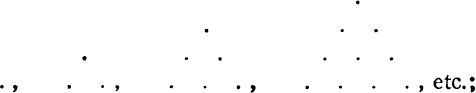 .
. . .
. . . . . .
., . ., . . ., . . . ., etc.;